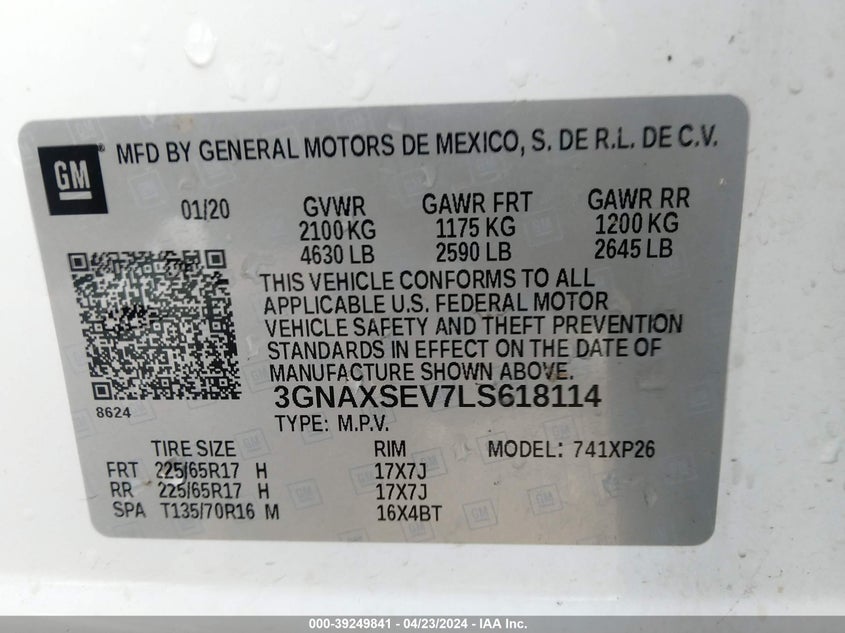 GM ® MFD BY GENERAL MOTORS DE MEXICO, S. DE R.L. DE C.V.
01/20 GVWR GAWR FRT GAWR RR
2100 KG 1175 KG 1200 KG
4630 LB 2590 LB 2645 LB
THIS VEHICLE CONFORMS TO ALL
APPLICABLE U.S. FEDERAL MOTOR
VEHICLE SAFETY AND THEFT PREVENTION
STANDARDS IN EFFECT ON THE DATE OF
MANUFACTURE SHOWN ABOVE.
8624 3GNAXSEV7LS618114
TYPE: M.P.V.
TIRE SIZE RIM MODEL: 741XP26
FRT 225/65R17 H 17X7J
RR 225/65R17 H 17X7J
SPA T135/70R16 M 16X4BT
000-39249841 - 04/23/2024 - IAA Inc.